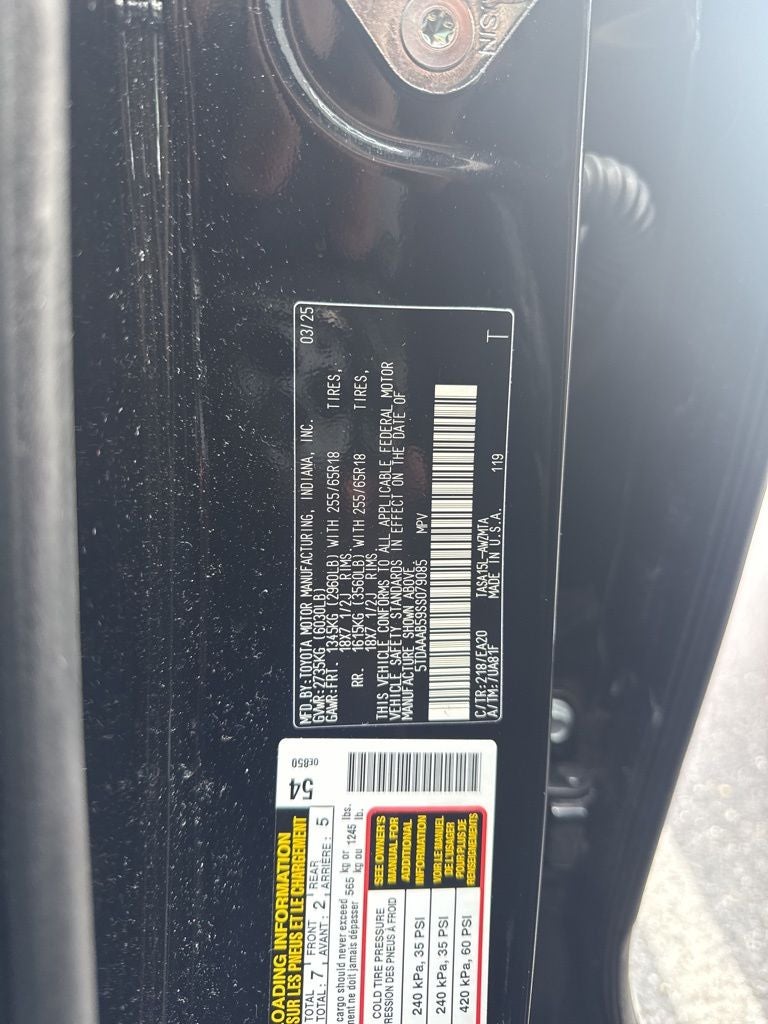 MFD.BY:TOYOTA MOTOR MANUFACTURING, INDIANA, INC. 03/25
GVWR:2735KG (6030LB)
GAWR:FRT. 1345KG (2960LB) WITH 255/65R18 TIRES,
18X7 1/2J RIMS
RR. 1615KG (3560LB) WITH 255/65R18 TIRES,
18X7 1/2J RIMS
THIS VEHICLE CONFORMS TO ALL APPLICABLE FEDERAL MOTOR
VEHICLE SAFETY STANDARDS IN EFFECT ON THE DATE OF
MANUFACTURE SHOWN ABOVE.
5TDAAAB59SS079085 MPV
C/TR:218/EA20 TASA15L-AWZMTA 119 T
A/TM:/UA81F MADE IN U.S.A.
54
0E850
LOADING INFORMATION
SUR LES PNEUS ET LE CHARGEMENT
TOTAL 7 FRONT 2 REAR 5
TOTAL : AVANT : ARRIÈRE :
cargo should never exceed 565 kg or 1245 lbs.
ment ne doit jamais dépasser kg ou lb.
COLD TIRE PRESSURE
PRESSION DES PNEUS À FROID
240 kPa, 35 PSI
240 kPa, 35 PSI
420 kPa, 60 PSI
SEE OWNER'S
MANUAL FOR
ADDITIONAL
INFORMATION
VOIR LE MANUEL
DE L'USAGER
POUR PLUS DE
RENSEIGNEMENTS
N/S